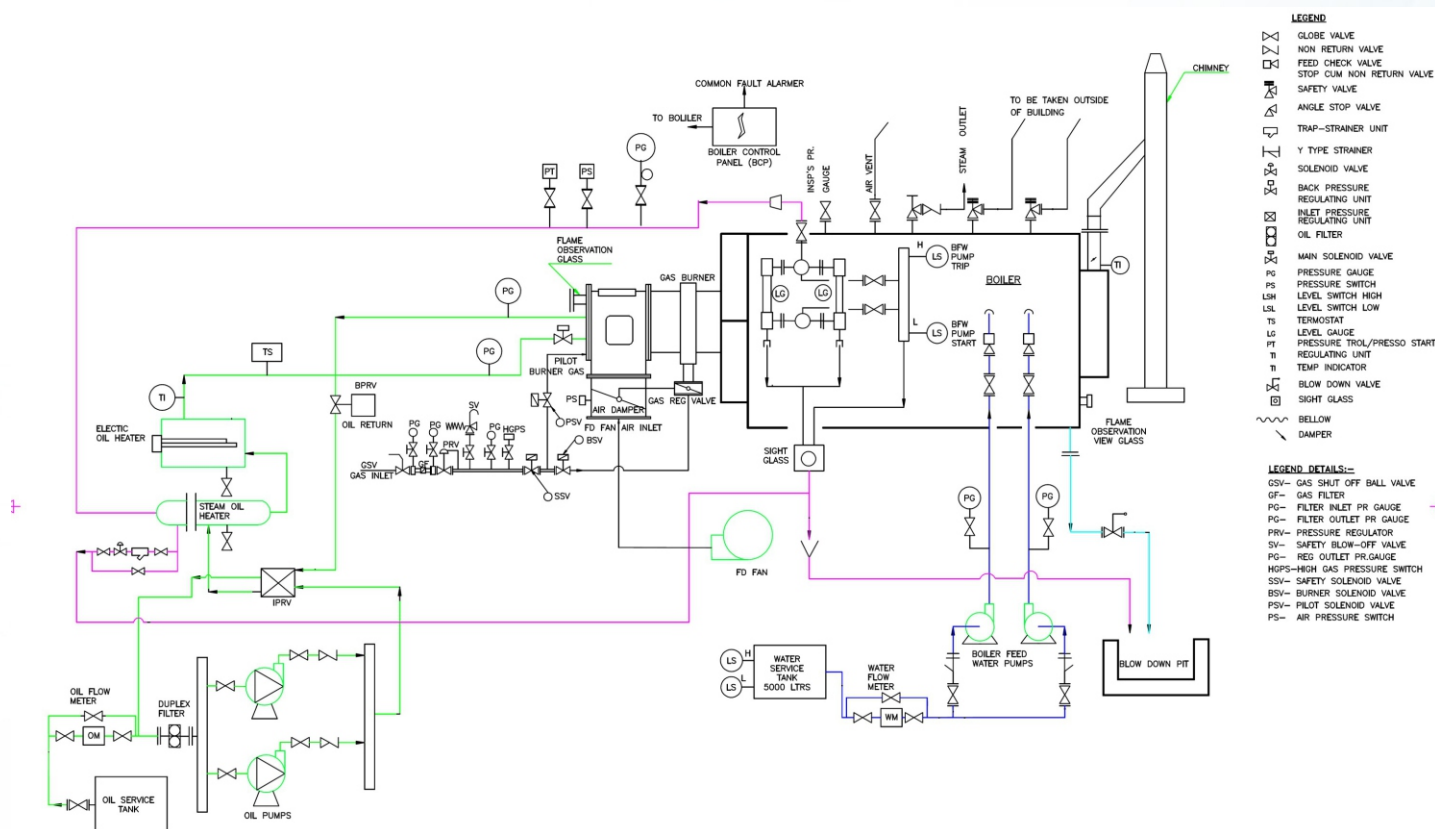 COMMON FAULT ALARMER
TO BOLILER
BOILER CONTROL
PANEL (BCP)
PG
PT
PS
FLAME
OBSERVATION
GLASS
GAS BURNER
INSP'S PR.
GAUGE
AIR VENT
STEAM OUTLET
TO BE TAKEN OUTSIDE
OF BUILDING
CHIMNEY
H
LS
BFW
PUMP
TRIP
BOILER
TI
LG
LG
L
LS
BFW
PUMP
START
PG
TS
PG
PILOT
BURNER GAS
TI
BPRV
OIL RETURN
PS
AIR DAMPER
GAS REG VALVE
FD FAN AIR INLET
PSV
BSV
SV
PG
PG
PRV
PG
HGPS
GSV
GAS INLET
GF
SSV
ELECTIC
OIL HEATER
STEAM OIL
HEATER
SIGHT
GLASS
FLAME
OBSERVATION
VIEW GLASS
PG
PG
FD FAN
IPRV
BOILER FEED
WATER PUMPS
BLOW DOWN PIT
LS
H
LS
L
WATER
SERVICE
TANK
5000 LTRS
WATER
FLOW
METER
WM
OIL FLOW
METER
OM
DUPLEX
FILTER
OIL SERVICE
TANK
OIL PUMPS
LEGEND
GLOBE VALVE
NON RETURN VALVE
FEED CHECK VALVE
STOP CUM NON RETURN VALVE
SAFETY VALVE
ANGLE STOP VALVE
TRAP-STRAINER UNIT
Y TYPE STRAINER
SOLENOID VALVE
BACK PRESSURE
REGULATING UNIT
INLET PRESSURE
REGULATING UNIT
OIL FILTER
MAIN SOLENOID VALVE
PG PRESSURE GAUGE
PS PRESSURE SWITCH
LSH LEVEL SWITCH HIGH
LSL LEVEL SWITCH LOW
TS TERMOSTAT
LG LEVEL GAUGE
PT PRESSURE TROL/PRESSO START
TI REGULATING UNIT
TI TEMP INDICATOR
BLOW DOWN VALVE
SIGHT GLASS
BELLOW
DAMPER
LEGEND DETAILS:-
GSV- GAS SHUT OFF BALL VALVE
GF- GAS FILTER
PG- FILTER INLET PR GAUGE
PG- FILTER OUTLET PR GAUGE
PRV- PRESSURE REGULATOR
SV- SAFETY BLOW-OFF VALVE
PG- REG OUTLET PR.GAUGE
HGPS-HIGH GAS PRESSURE SWITCH
SSV- SAFETY SOLENOID VALVE
BSV- BURNER SOLENOID VALVE
PSV- PILOT SOLENOID VALVE
PS- AIR PRESSURE SWITCH